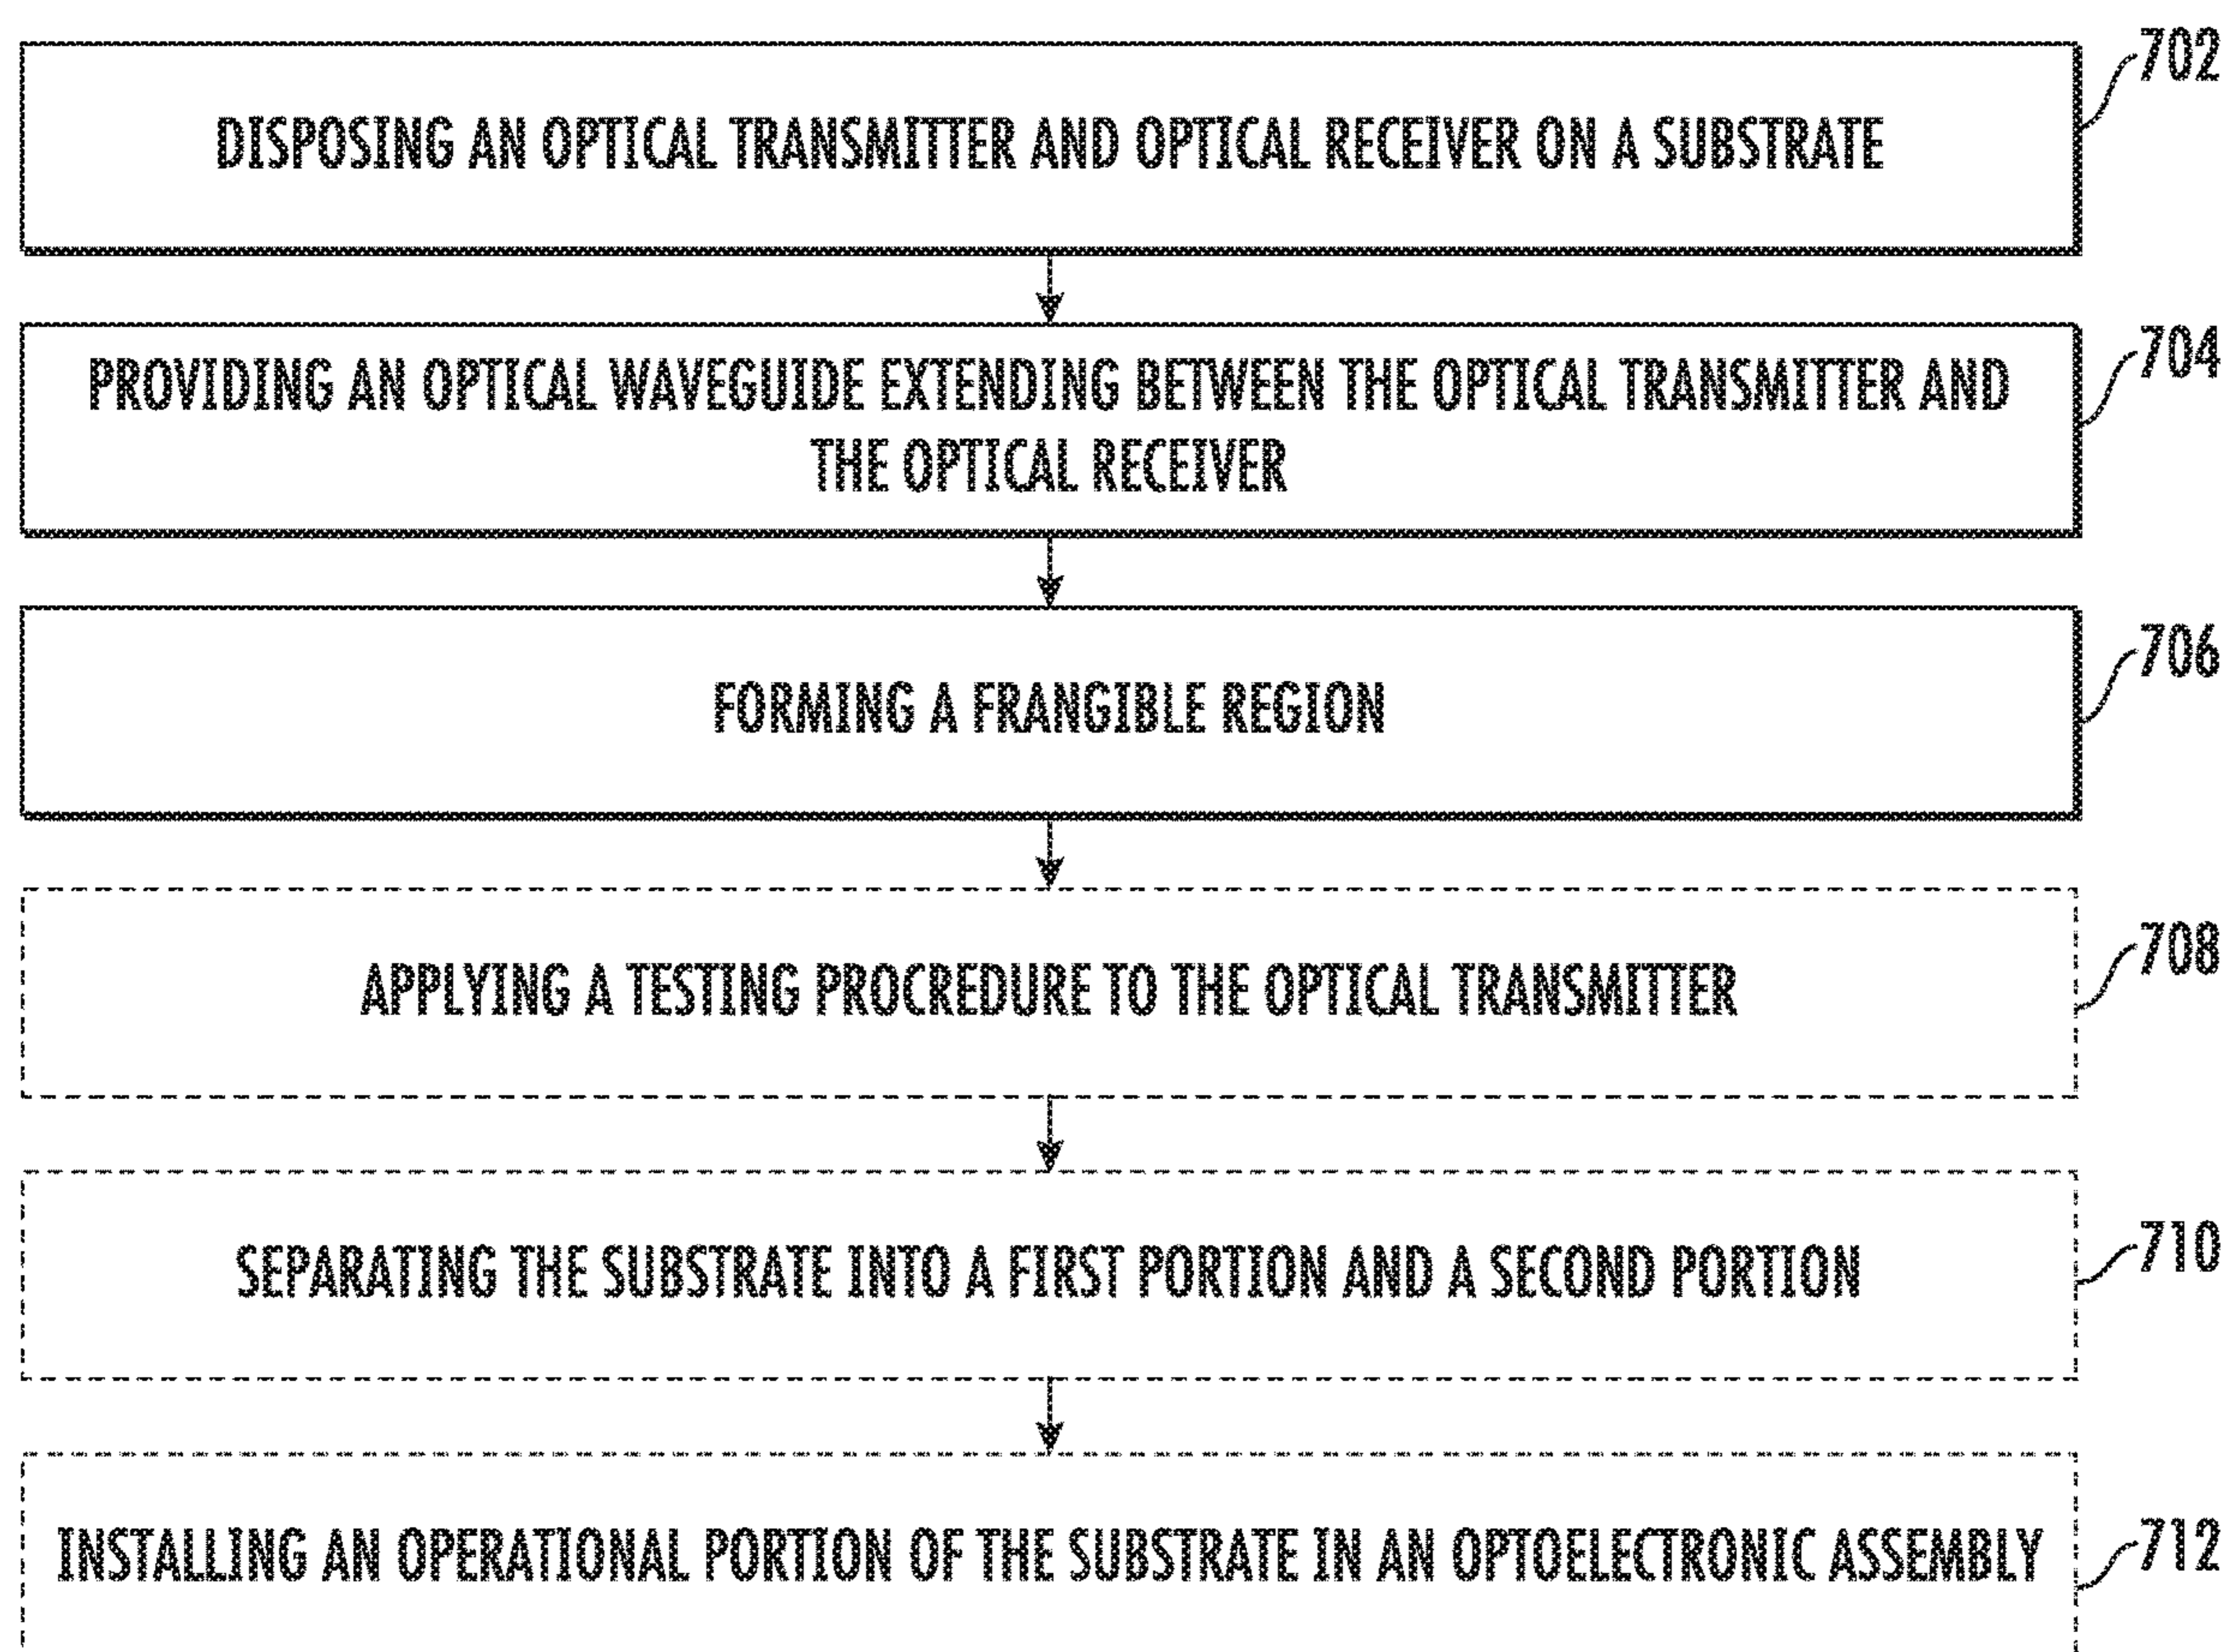 702
DISPOSING AN OPTICAL TRANSMITTER AND OPTICAL RECEIVER ON A SUBSTRATE
704
PROVIDING AN OPTICAL WAVEGUIDE EXTENDING BETWEEN THE OPTICAL TRANSMITTER AND
THE OPTICAL RECEIVER
706
FORMING A FRANGIBLE REGION
708
APPLYING A TESTING PROCREDURE TO THE OPTICAL TRANSMITTER
710
SEPARATING THE SUBSTRATE INTO A FIRST PORTION AND A SECOND PORTION
712
INSTALLING AN OPERATIONAL PORTION OF THE SUBSTRATE IN AN OPTOELECTRONIC ASSEMBLY